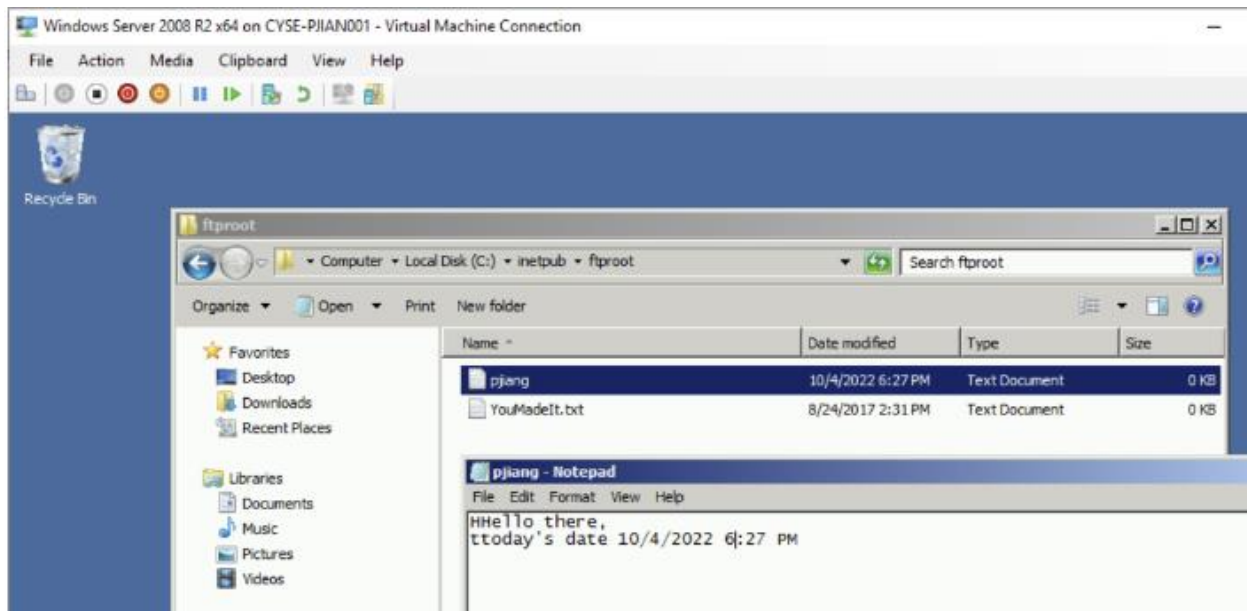 Windows Server 2008 R2 x64 on CYSE-PJIAN001 - Virtual Machine Connection
File Action Media Clipboard View Help
Recycle Bin
ftproot
Computer Local Disk (C:) inetpub ftproot
Search ftproot
Organize Open Print New folder
Favorites
Desktop
Downloads
Recent Places
Libraries
Documents
Music
Pictures
Videos
Name Date modified Type Size
pjiang 10/4/2022 6:27 PM Text Document 0 KB
YouMadeIt.txt 8/24/2017 2:31 PM Text Document 0 KB
pjiang - Notepad
File Edit Format View Help
HHello there,
ttoday's date 10/4/2022 6:27 PM